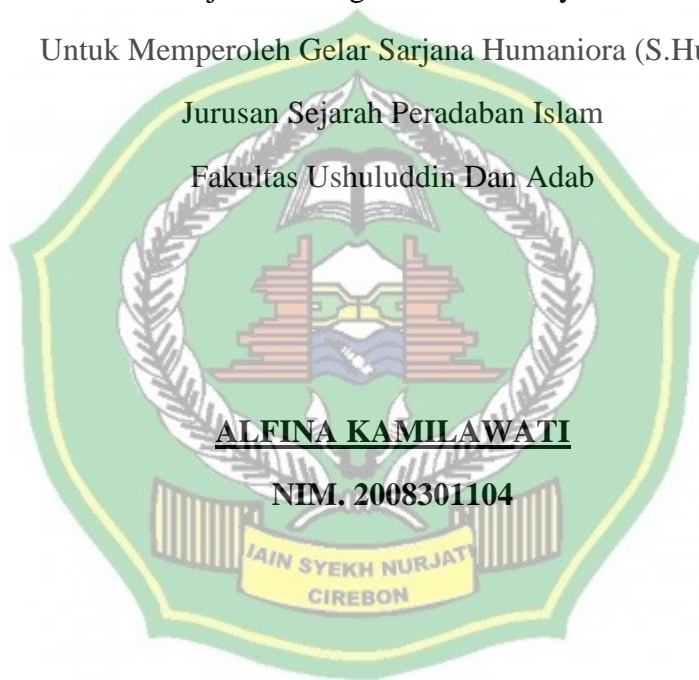 Untuk Memperoleh Gelar Sarjana Humaniora (S.Hu
Jurusan Sejarah Peradaban Islam
Fakultas Ushuluddin Dan Adab
ALFINA KAMILAWATI
NIM. 2008301104
IAIN SYEKH NURJATI
CIREBON